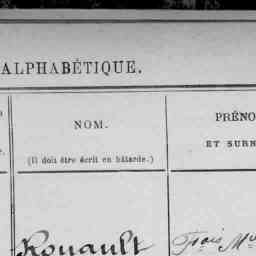 ALPHABÉTIQUE.
NOM.
(Il doit être écrit en bâtarde.)
PRÉNO
ET SURN
Rouault